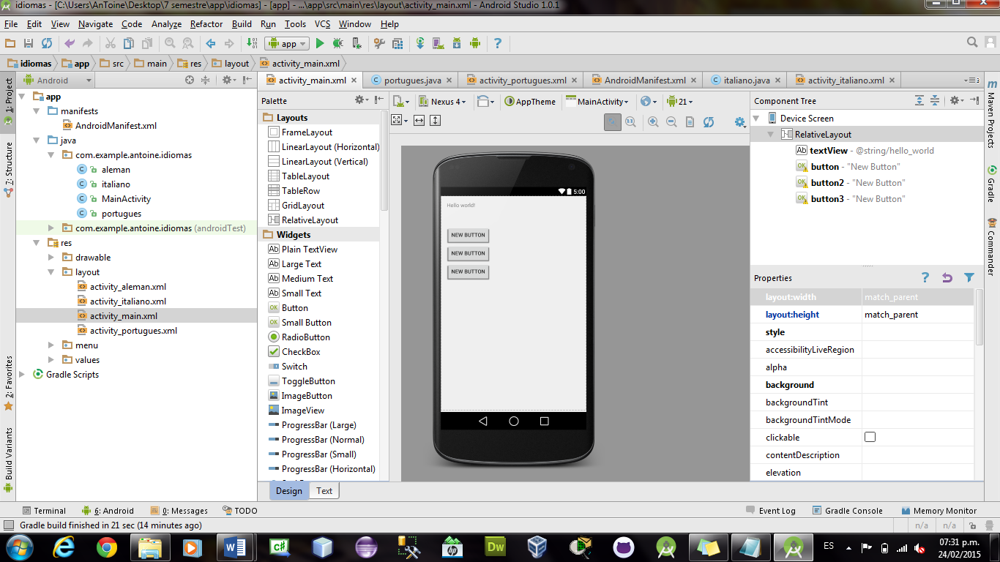 idiomas - [C:\Users\AnToine\Desktop\7 semestre\app\idiomas] - [app] - ...\app\src\main\res\layout\activity_main.xml - Android Studio 1.0.1
File Edit View Navigate Code Analyze Refactor Build Run Tools VCS Window Help
app
idiomas app src main res layout activity_main.xml
1: Project
7: Structure
2: Favorites
Build Variants
Android
app
manifests
AndroidManifest.xml
java
com.example.antoine.idiomas
aleman
italiano
MainActivity
portugues
com.example.antoine.idiomas (androidTest)
res
drawable
layout
activity_aleman.xml
activity_italiano.xml
activity_main.xml
activity_portugues.xml
menu
values
Gradle Scripts
activity_main.xml portugues.java activity_portugues.xml AndroidManifest.xml italiano.java activity_italiano.xml
Palette
Layouts
FrameLayout
LinearLayout (Horizontal)
LinearLayout (Vertical)
TableLayout
TableRow
GridLayout
RelativeLayout
Widgets
Plain TextView
Large Text
Medium Text
Small Text
Button
Small Button
RadioButton
CheckBox
Switch
ToggleButton
ImageButton
ImageView
ProgressBar (Large)
ProgressBar (Normal)
ProgressBar (Small)
ProgressBar (Horizontal)
Design Text
Nexus 4 AppTheme MainActivity 21
5:00
Hello world!
NEW BUTTON
NEW BUTTON
NEW BUTTON
Component Tree
Device Screen
RelativeLayout
Ab textView - @string/hello_world
OK button - "New Button"
OK button2 - "New Button"
OK button3 - "New Button"
Properties
layout:width match_parent
layout:height match_parent
style
accessibilityLiveRegion
alpha
background
backgroundTint
backgroundTintMode
clickable
contentDescription
elevation
Maven Projects
Gradle
Commander
Terminal 6: Android 0: Messages TODO Event Log Gradle Console Memory Monitor
Gradle build finished in 21 sec (14 minutes ago) n/a n/a
W C# hp Dw ES 07:31 p.m.
24/02/2015